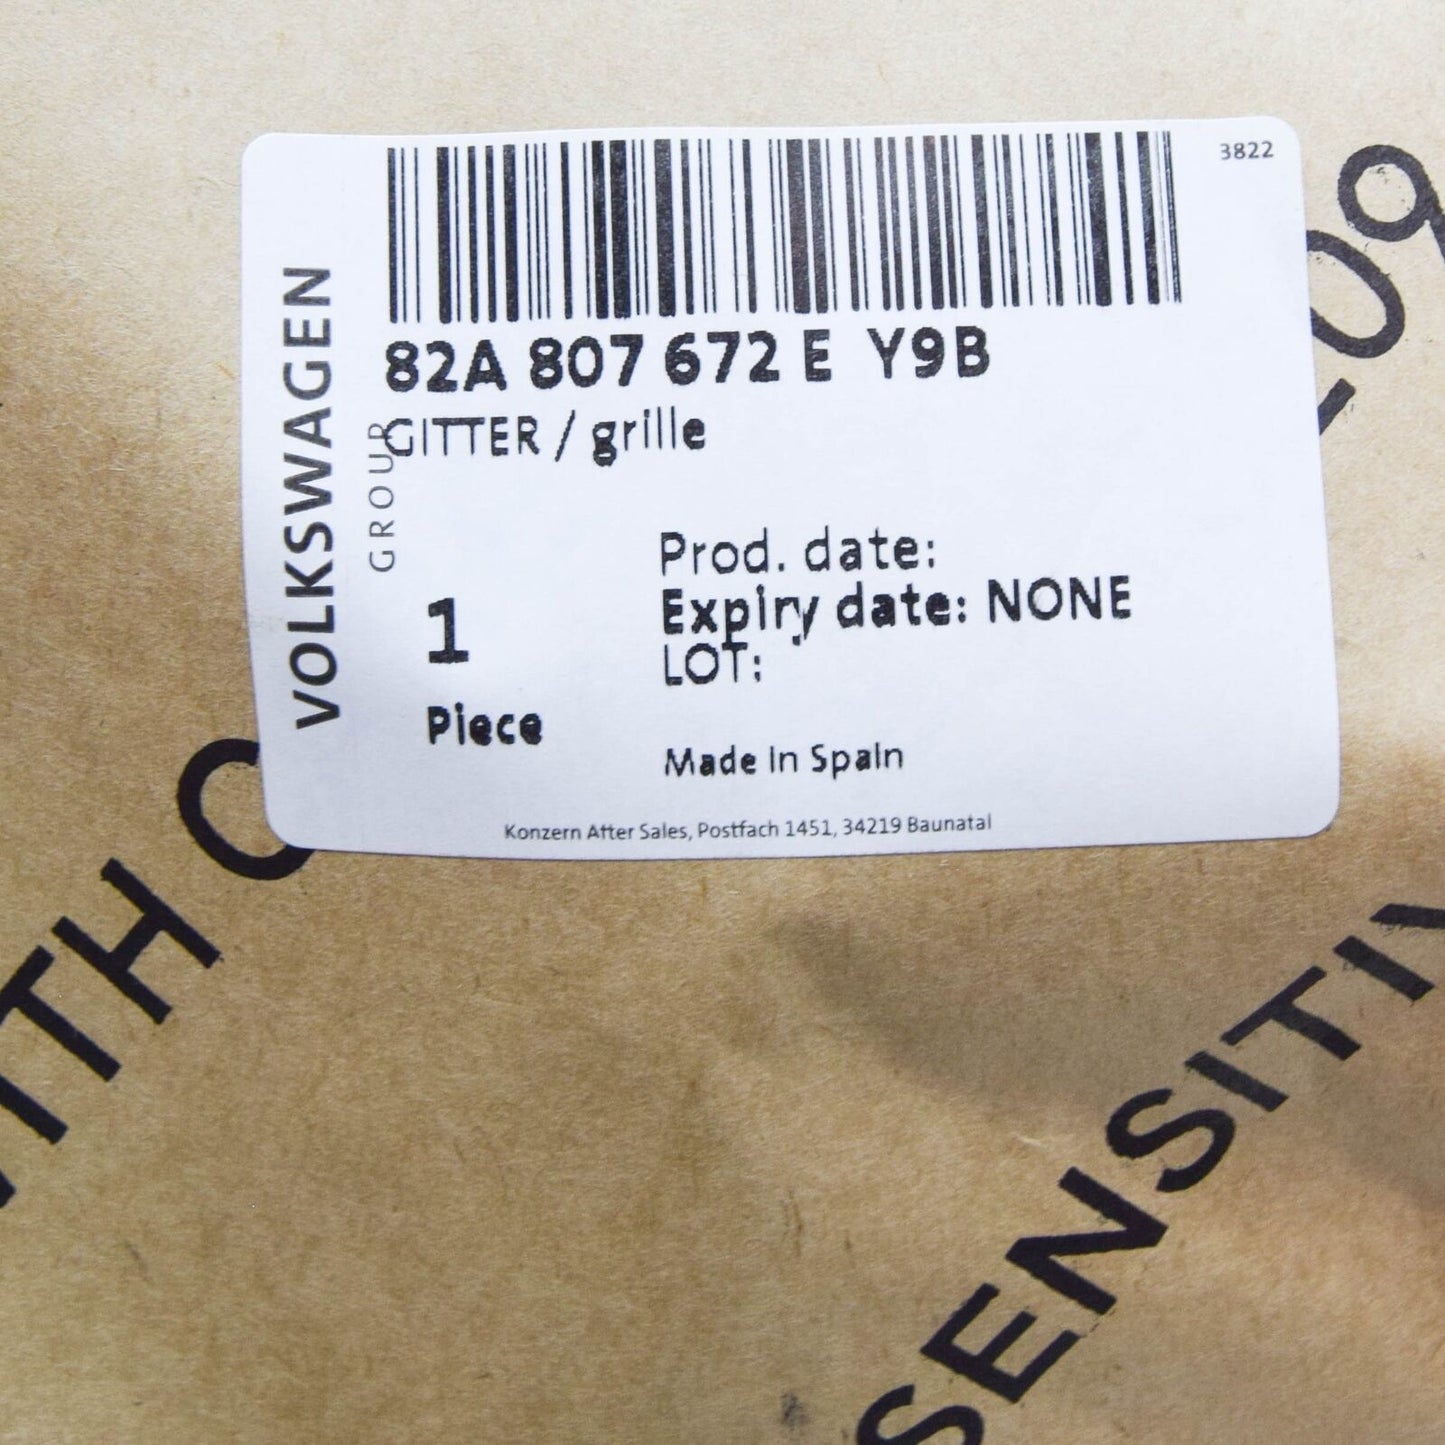 3822
82A 807 672 E Y9B
GITTER / grille
VOLKSWAGEN
GROUP
1
Piece
Prod. date:
Expiry date: NONE
LOT:
Made In Spain
Konzern After Sales, Postfach 1451, 34219 Baunatal